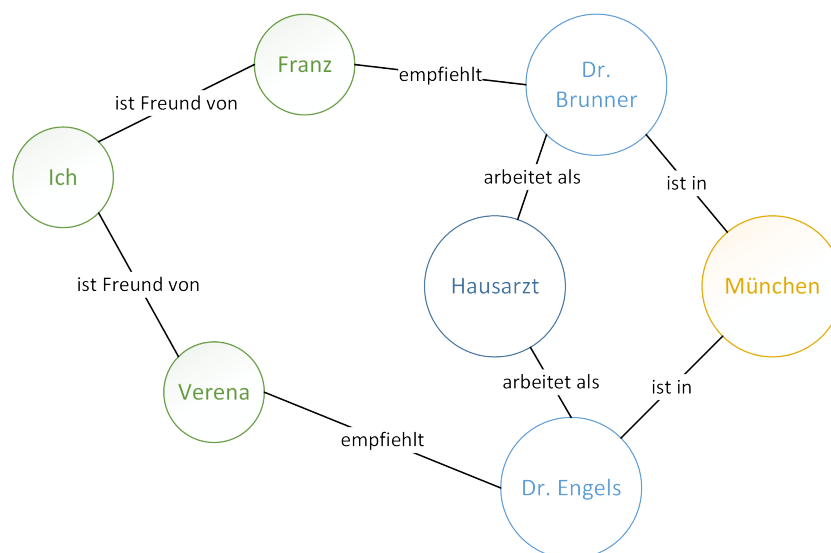 Franz
empfiehlt
Dr.
Brunner
ist Freund von
Ich
arbeitet als
ist in
Hausarzt
München
ist Freund von
Verena
arbeitet als
ist in
empfiehlt
Dr. Engels